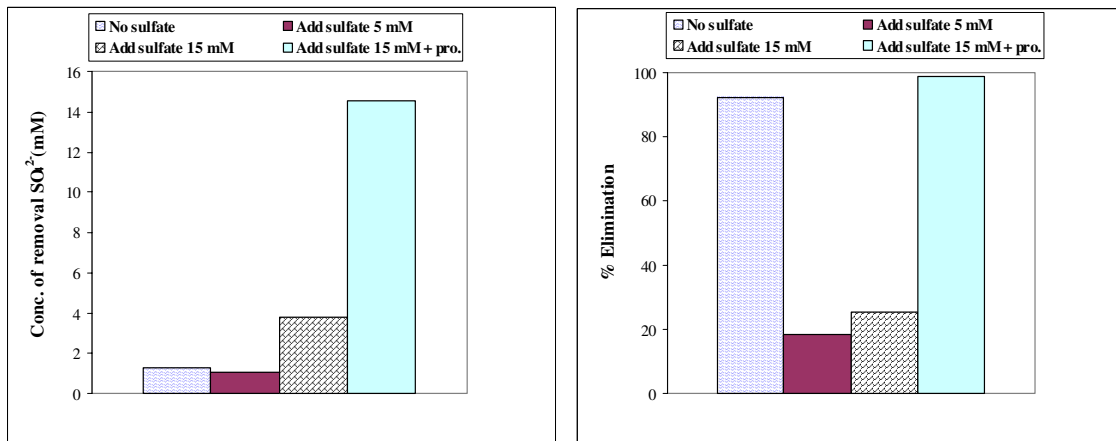 No sulfate Add sulfate 5 mM
Add sulfate 15 mM Add sulfate 15 mM + pro.
16
14
12
10
8
6
4
2
0
Conc. of removal SO₄²⁻(mM)
No sulfate Add sulfate 5 mM
Add sulfate 15 mM Add sulfate 15 mM + pro.
100
80
60
40
20
0
% Elimination